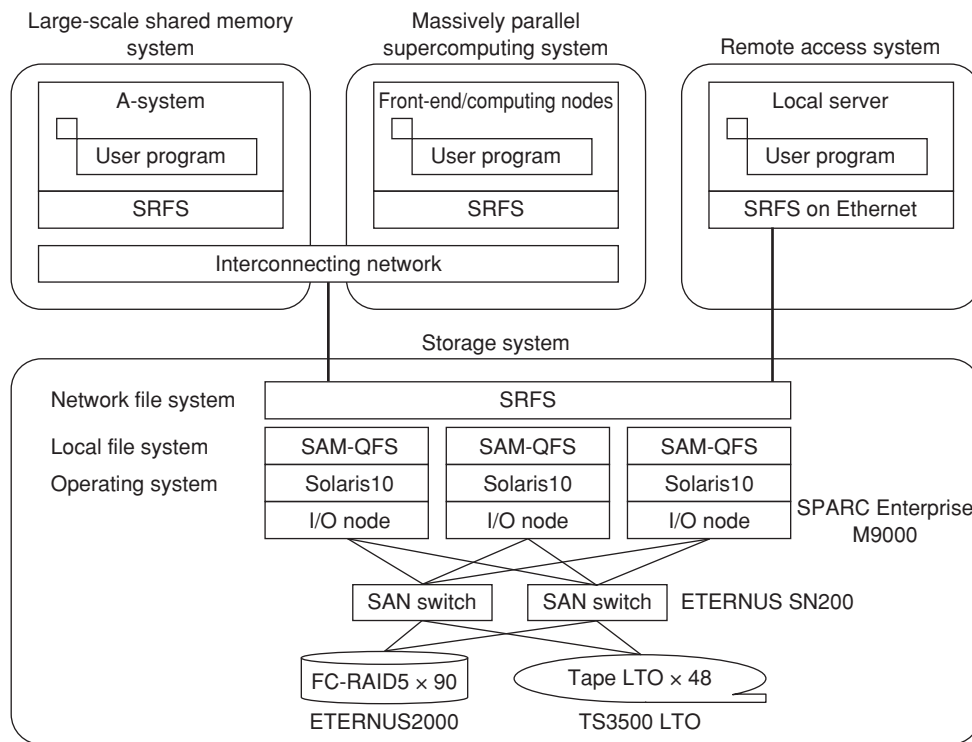 Large-scale shared memory
system
Massively parallel
supercomputing system
Remote access system
A-system
User program
SRFS
Front-end/computing nodes
User program
SRFS
Local server
User program
SRFS on Ethernet
Interconnecting network
Storage system
Network file system
SRFS
Local file system
SAM-QFS
SAM-QFS
SAM-QFS
Operating system
Solaris10
Solaris10
Solaris10
I/O node
I/O node
I/O node
SPARC Enterprise
M9000
SAN switch
SAN switch
ETERNUS SN200
FC-RAID5 × 90
Tape LTO × 48
ETERNUS2000
TS3500 LTO